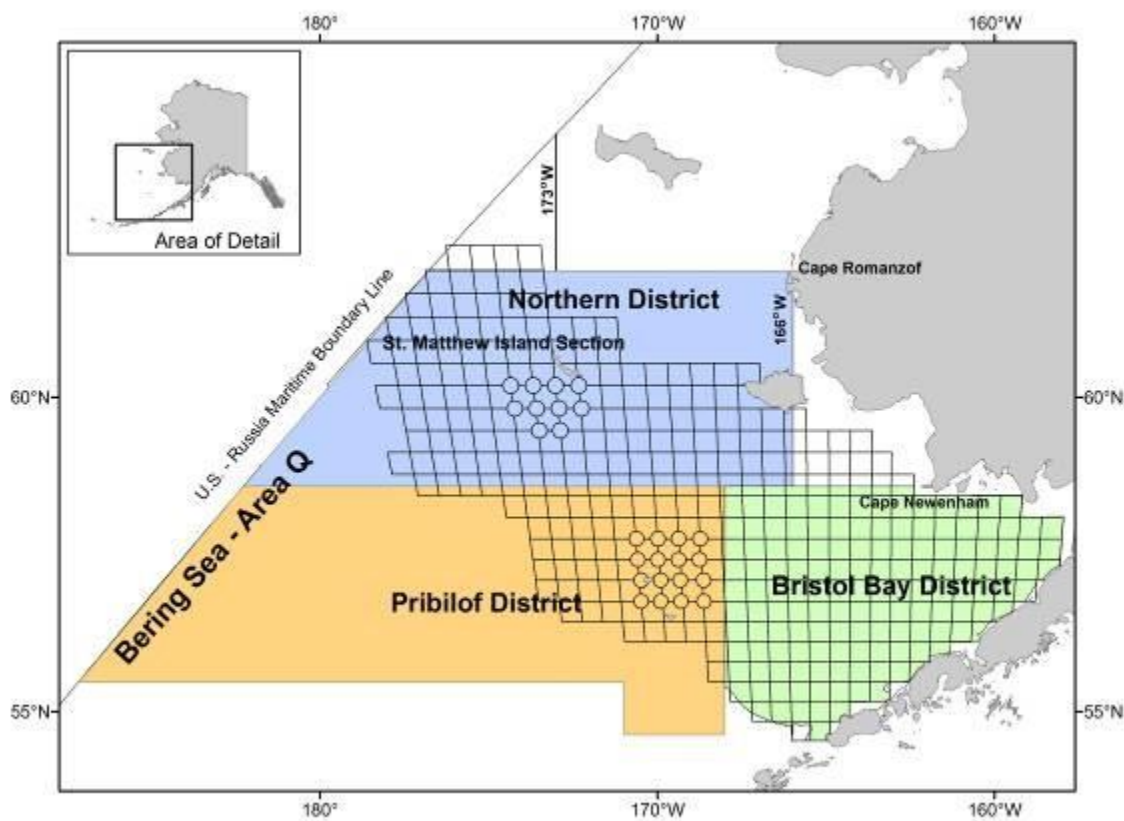 180°
170°W
160°W
Area of Detail
173°W
Cape Romanzof
Northern District
166°W
St. Matthew Island Section
U.S. - Russia Maritime Boundary Line
60°N
60°N
Bering Sea - Area Q
Cape Newenham
Pribilof District
Bristol Bay District
55°N
55°N
180°
170°W
160°W